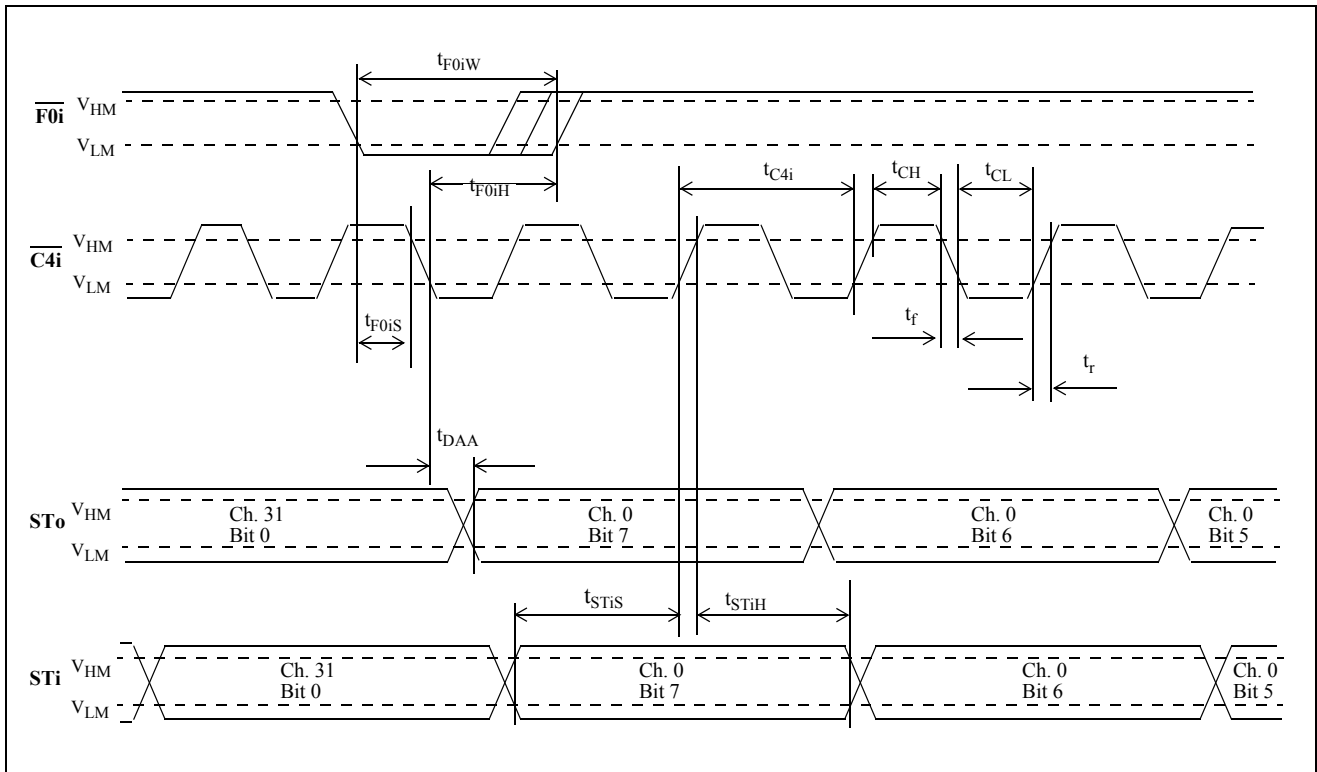 tF0iW
F0i
VHM
VLM
tF0iH
tC4i
tCH
tCL
C4i
VHM
VLM
tF0iS
tf
tr
tDAA
STo
VHM
VLM
Ch. 31
Bit 0
Ch. 0
Bit 7
Ch. 0
Bit 6
Ch. 0
Bit 5
tSTiS
tSTiH
STi
VHM
VLM
Ch. 31
Bit 0
Ch. 0
Bit 7
Ch. 0
Bit 6
Ch. 0
Bit 5